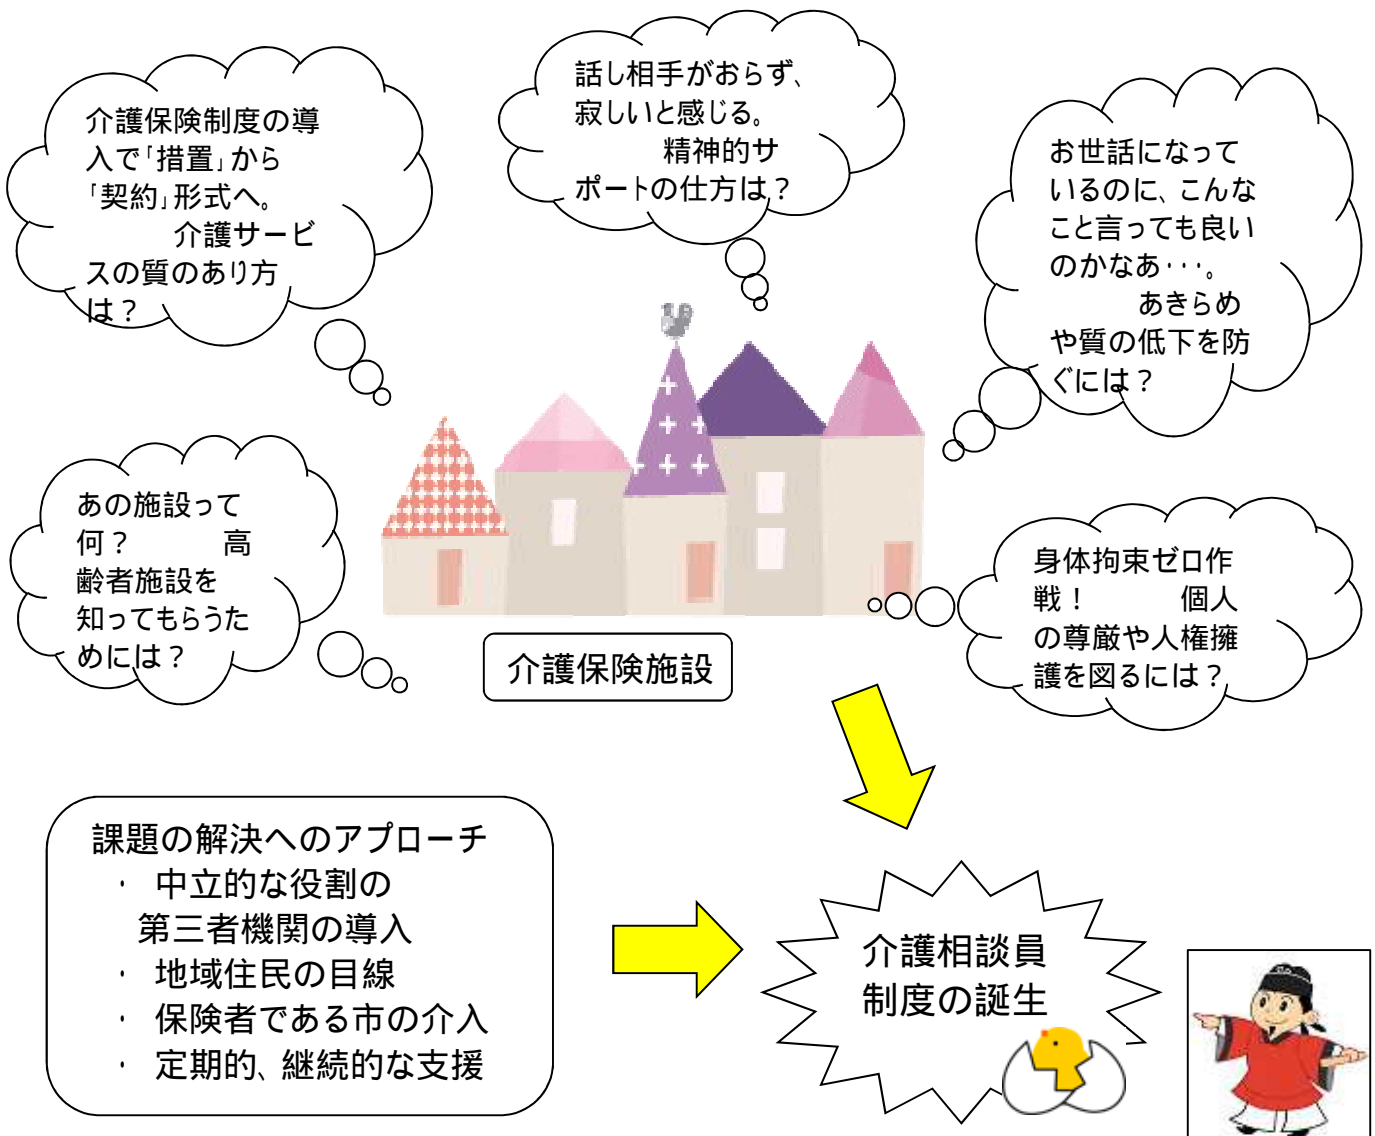 介護保険制度の導
入で「措置」から
「契約」形式へ。
介護サービ
スの質のあり方
は？
話し相手がおらず、
寂しいと感じる。
精神的サ
ポートの仕方は？
お世話になって
いるのに、こんな
こと言っても良い
のかなあ・・・。
あきらめ
や質の低下を防
ぐには？
あの施設って
何？　　　高
齢者施設を
知ってもらうた
めには？
身体拘束ゼロ作
戦！　　　個人
の尊厳や人権擁
護を図るには？
介護保険施設
課題の解決へのアプローチ
・ 中立的な役割の
第三者機関の導入
・ 地域住民の目線
・ 保険者である市の介入
・ 定期的、継続的な支援
介護相談員
制度の誕生